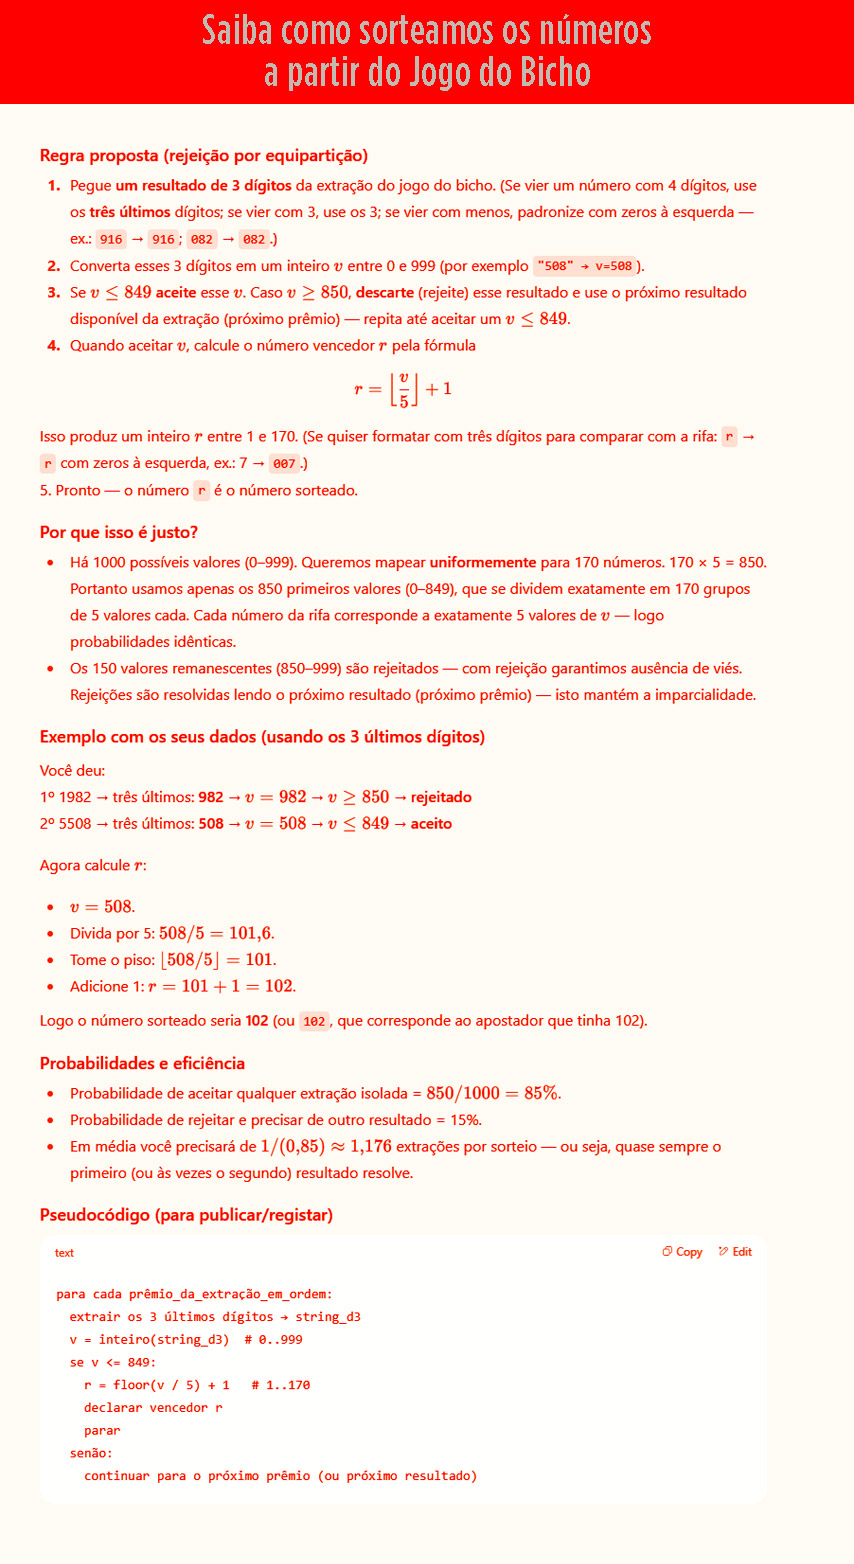 Saiba como sorteamos os números
a partir do Jogo do Bicho
Regra proposta (rejeição por equipartição)
1. Pegue um resultado de 3 dígitos da extração do jogo do bicho. (Se vier um número com 4 dígitos, use
os três últimos dígitos; se vier com 3, use os 3; se vier com menos, padronize com zeros à esquerda —
ex.: 916 → 916 ; 082 → 082 .)
2. Converta esses 3 dígitos em um inteiro v entre 0 e 999 (por exemplo "508" → v=508 ).
3. Se v ≤ 849 aceite esse v. Caso v ≥ 850, descarte (rejeite) esse resultado e use o próximo resultado
disponível da extração (próximo prêmio) — repita até aceitar um v ≤ 849.
4. Quando aceitar v, calcule o número vencedor r pela fórmula
r = ⌊v/5⌋ + 1
Isso produz um inteiro r entre 1 e 170. (Se quiser formatar com três dígitos para comparar com a rifa: r →
r com zeros à esquerda, ex.: 7 → 007 .)
5. Pronto — o número r é o número sorteado.
Por que isso é justo?
• Há 1000 possíveis valores (0–999). Queremos mapear uniformemente para 170 números. 170 × 5 = 850.
Portanto usamos apenas os 850 primeiros valores (0–849), que se dividem exatamente em 170 grupos
de 5 valores cada. Cada número da rifa corresponde a exatamente 5 valores de v — logo
probabilidades idênticas.
• Os 150 valores remanescentes (850–999) são rejeitados — com rejeição garantimos ausência de viés.
Rejeições são resolvidas lendo o próximo resultado (próximo prêmio) — isto mantém a imparcialidade.
Exemplo com os seus dados (usando os 3 últimos dígitos)
Você deu:
1º 1982 → três últimos: 982 → v = 982 → v ≥ 850 → rejeitado
2º 5508 → três últimos: 508 → v = 508 → v ≤ 849 → aceito
Agora calcule r:
• v = 508.
• Divida por 5: 508/5 = 101,6.
• Tome o piso: ⌊508/5⌋ = 101.
• Adicione 1: r = 101 + 1 = 102.
Logo o número sorteado seria 102 (ou 102 , que corresponde ao apostador que tinha 102).
Probabilidades e eficiência
• Probabilidade de aceitar qualquer extração isolada = 850/1000 = 85%.
• Probabilidade de rejeitar e precisar de outro resultado = 15%.
• Em média você precisará de 1/(0,85) ≈ 1,176 extrações por sorteio — ou seja, quase sempre o
primeiro (ou às vezes o segundo) resultado resolve.
Pseudocódigo (para publicar/registar)
text Copy Edit
para cada prêmio_da_extração_em_ordem:
extrair os 3 últimos dígitos → string_d3
v = inteiro(string_d3) # 0..999
se v <= 849:
r = floor(v / 5) + 1 # 1..170
declarar vencedor r
parar
senão:
continuar para o próximo prêmio (ou próximo resultado)